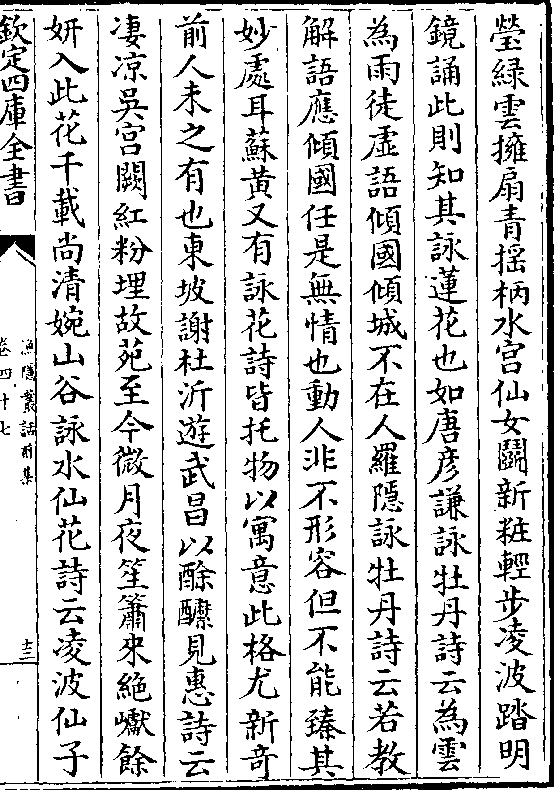 瑩緑雲擁扇青揺柄水宫仙女鬬新粧輕步凌波踏明
鏡誦此則知其詠蓮花也如唐彦謙詠牡丹詩云為雲
為雨徒虚語傾國傾城不在人羅隱詠牡丹詩云若教
解語應傾國任是無情也動人非不形容但不能臻其
妙處耳蘇黄又有詠花詩皆托物以寓意此格尤新竒
前人未之有也東坡謝杜沂遊武昌以酴醿見惠詩云
凄凉吳宫闕紅粉埋故苑至今微月夜笙簫來絶巘餘
妍入此花千載尚清婉山谷詠水仙花詩云凌波仙子
欽定四庫全書
漁隱叢話前集
卷四十七
十三